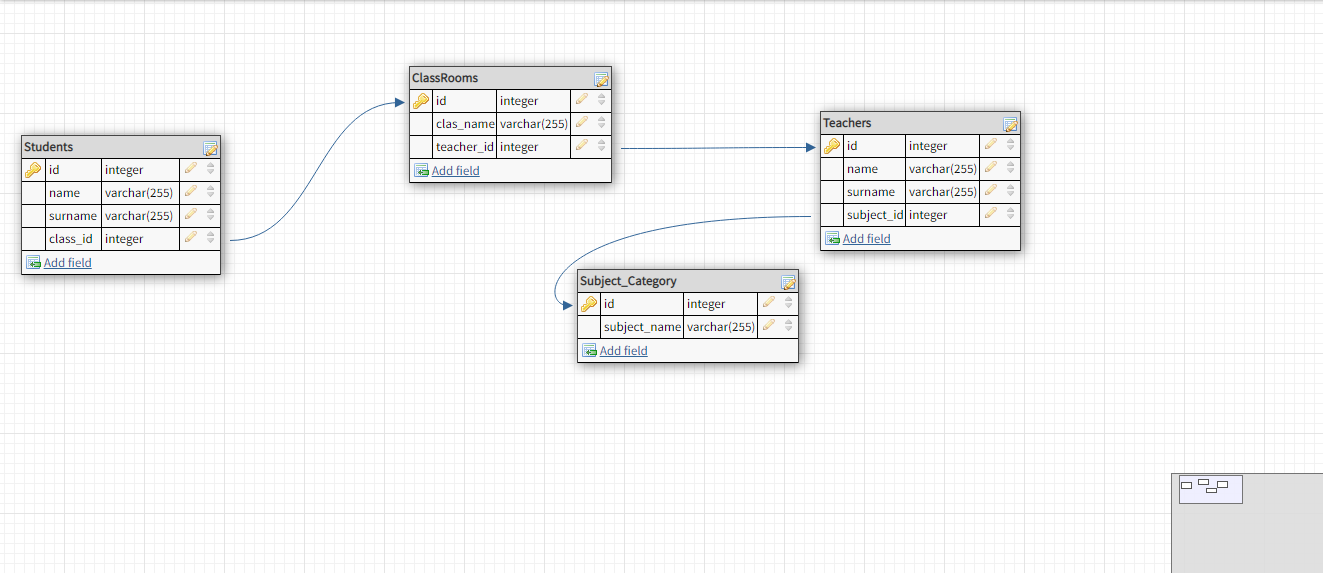 Students
id integer
name varchar(255)
surname varchar(255)
class_id integer
Add field
ClassRooms
id integer
clas_name varchar(255)
teacher_id integer
Add field
Teachers
id integer
name varchar(255)
surname varchar(255)
subject_id integer
Add field
Subject_Category
id integer
subject_name varchar(255)
Add field